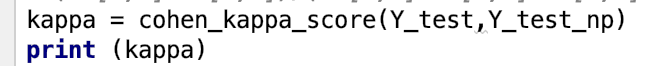 kappa = cohen_kappa_score(Y_test,Y_test_np)
print (kappa)